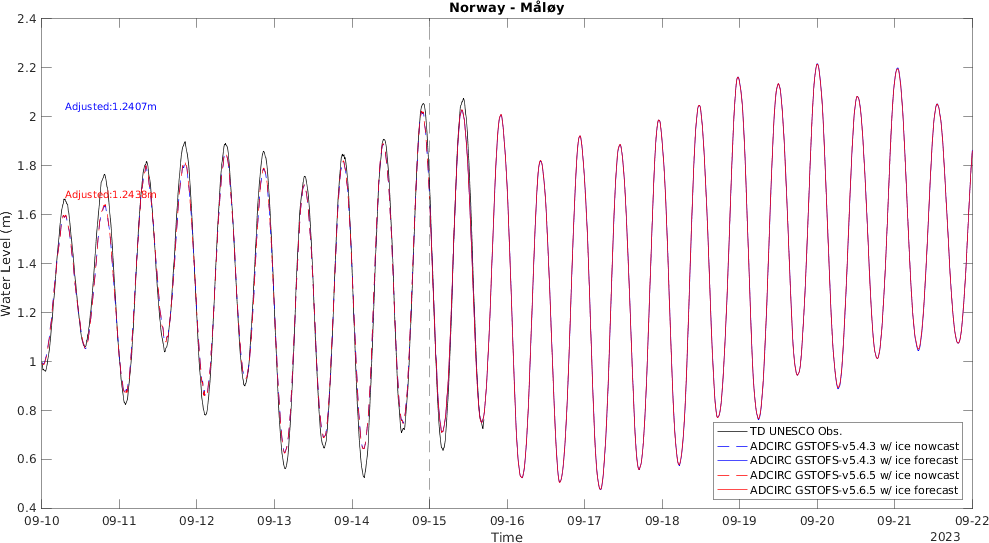 Norway - Måløy
2.4
2.2
2
1.8
1.6
1.4
1.2
1
0.8
0.6
0.4
Water Level (m)
Adjusted:1.2407m
Adjusted:1.2438m
TD UNESCO Obs.
ADCIRC GSTOFS-v5.4.3 w/ ice nowcast
ADCIRC GSTOFS-v5.4.3 w/ ice forecast
ADCIRC GSTOFS-v5.6.5 w/ ice nowcast
ADCIRC GSTOFS-v5.6.5 w/ ice forecast
09-10 09-11 09-12 09-13 09-14 09-15 09-16 09-17 09-18 09-19 09-20 09-21 09-22
Time
2023